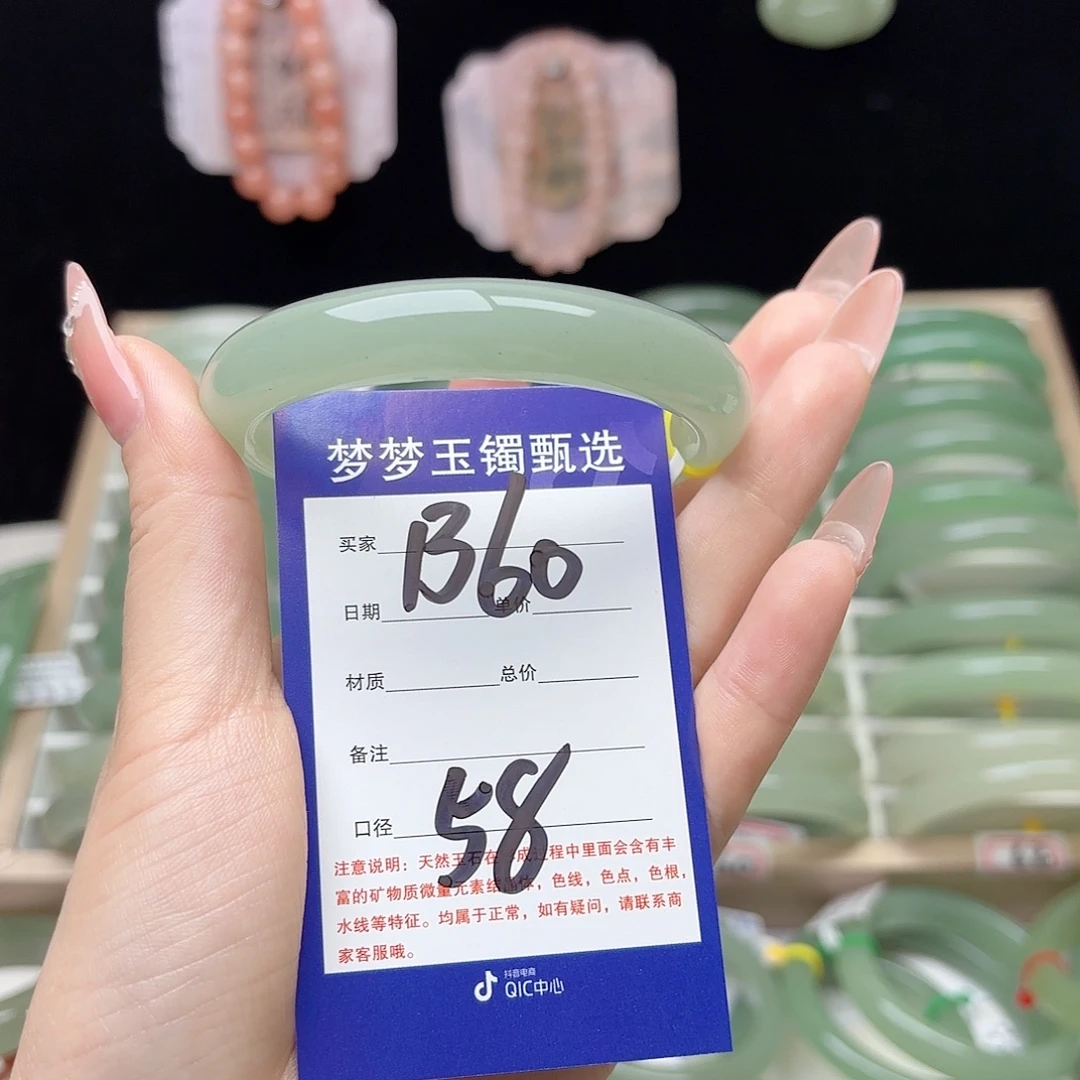 梦梦玉镯甄选
买家 B60
日期 单价
材质 总价
备注
口径 58
注意说明：天然玉石在 成过程中里面会含有丰
富的矿物质微量元素结 体，色线，色点，色根，
水线等特征。均属于正常，如有疑问，请联系商
家客服哦。
抖音电商
QIC中心